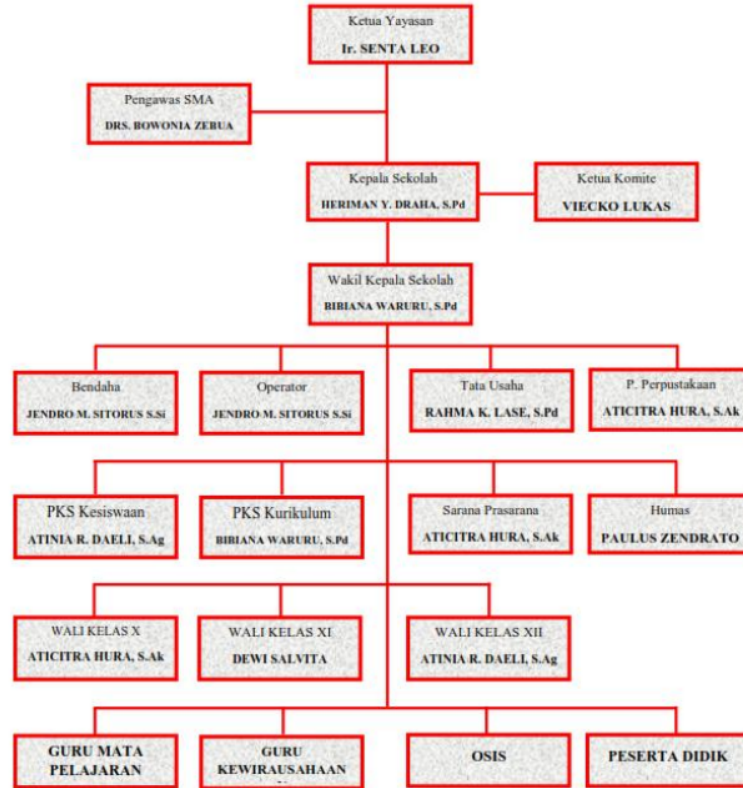 Ketua Yayasan
Ir. SENTA LEO
Pengawas SMA
DRS. BOWONIA ZEBUA
Kepala Sekolah
HERIMAN Y. DRAHA, S.Pd
Ketua Komite
VIECKO LUKAS
Wakil Kepala Sekolah
BIBIANA WARURU, S.Pd
Bendaha
JENDRO M. SITORUS S.Si
Operator
JENDRO M. SITORUS S.Si
Tata Usaha
RAHMA K. LASE, S.Pd
P. Perpustakaan
ATICITRA HURA, S.Ak
PKS Kesiswaan
ATINIA R. DAELI, S.Ag
PKS Kurikulum
BIBIANA WARURU, S.Pd
Sarana Prasarana
ATICITRA HURA, S.Ak
Humas
PAULUS ZENDRATO
WALI KELAS X
ATICITRA HURA, S.Ak
WALI KELAS XI
DEWI SALVITA
WALI KELAS XII
ATINIA R. DAELI, S.Ag
GURU MATA
PELAJARAN
GURU
KEWIRAUSAHAAN
OSIS
PESERTA DIDIK